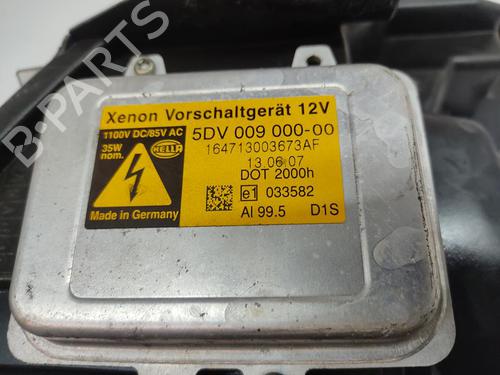 Xenon Vorschaltgerät 12V
1100V DC/85V AC
35W nom.
HELLA
5DV 009 000-00
164713003673AF
13.06.07
DOT 2000h
e1 033582
Made in Germany
Al 99.5 D1S
B-PARTS